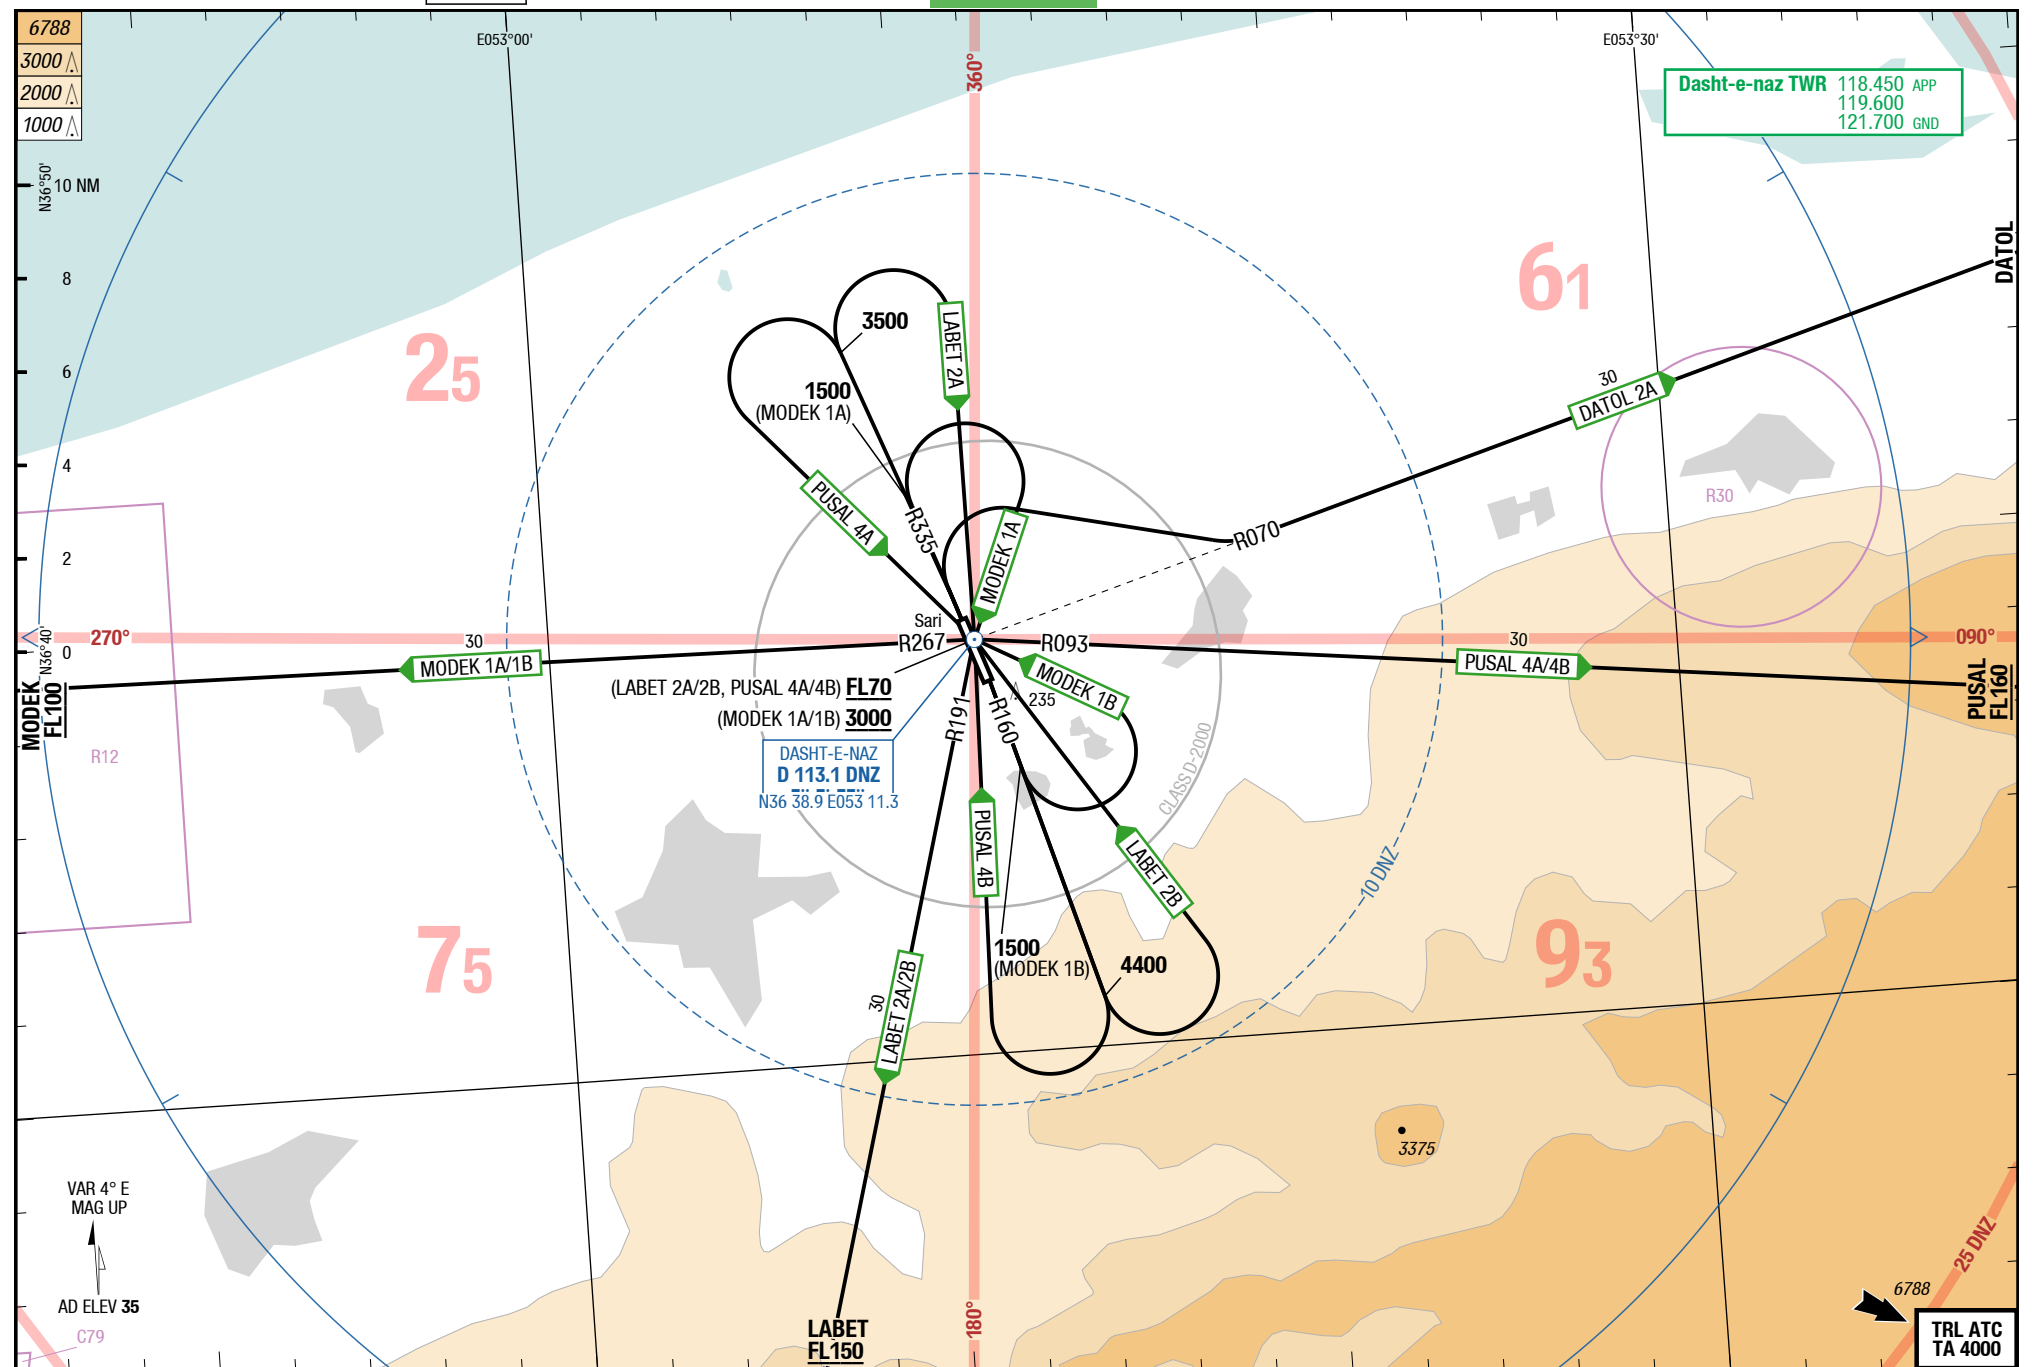 6788
3000
2000
1000
E053°00'
E053°30'
360°
Dasht-e-naz TWR 118.450 APP
119.600
121.700 GND
N36°50'
10 NM
8
6
4
2
0
N36°40'
25
61
75
93
DATOL
3500
LABET 2A
1500
(MODEK 1A)
30
DATOL 2A
R30
PUSAL 4A
R335
MODEK 1A
R070
Sari
270°
30
R267
R093
30
090°
MODEK 1A/1B
PUSAL 4A/4B
MODEK
FL100
PUSAL
FL160
(LABET 2A/2B, PUSAL 4A/4B) FL70
(MODEK 1A/1B) 3000
MODEK 1B
235
R191
R160
R12
DASHT-E-NAZ
D 113.1 DNZ
N36 38.9 E053 11.3
CLASS D-2000
PUSAL 4B
LABET 2B
10 DNZ
1500
(MODEK 1B)
4400
30
LABET 2A/2B
3375
VAR 4° E
MAG UP
AD ELEV 35
C79
LABET
FL150
180°
25 DNZ
6788
TRL ATC
TA 4000